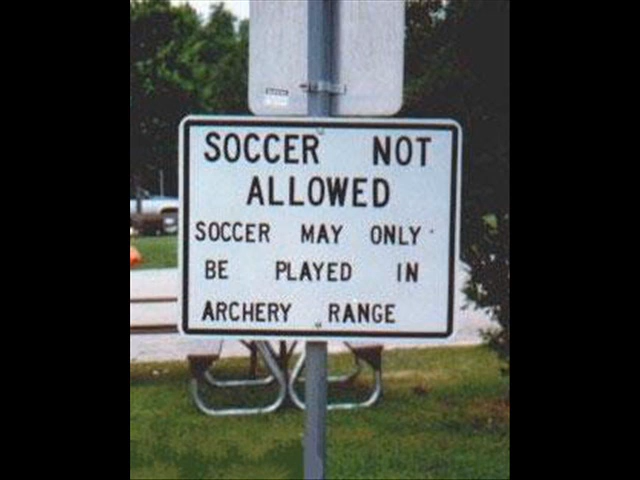 SOCCER NOT
ALLOWED
SOCCER MAY ONLY
BE PLAYED IN
ARCHERY RANGE